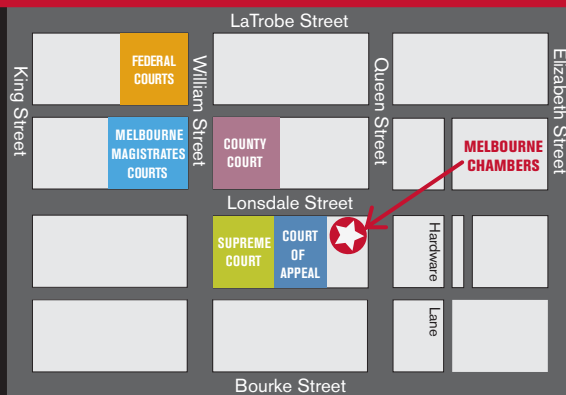 LaTrobe Street
King Street
FEDERAL
COURTS
William Street
Queen Street
Elizabeth Street
MELBOURNE
MAGISTRATES
COURTS
COUNTY
COURT
MELBOURNE
CHAMBERS
Lonsdale Street
SUPREME
COURT
COURT
OF
APPEAL
Hardware
Lane
Bourke Street